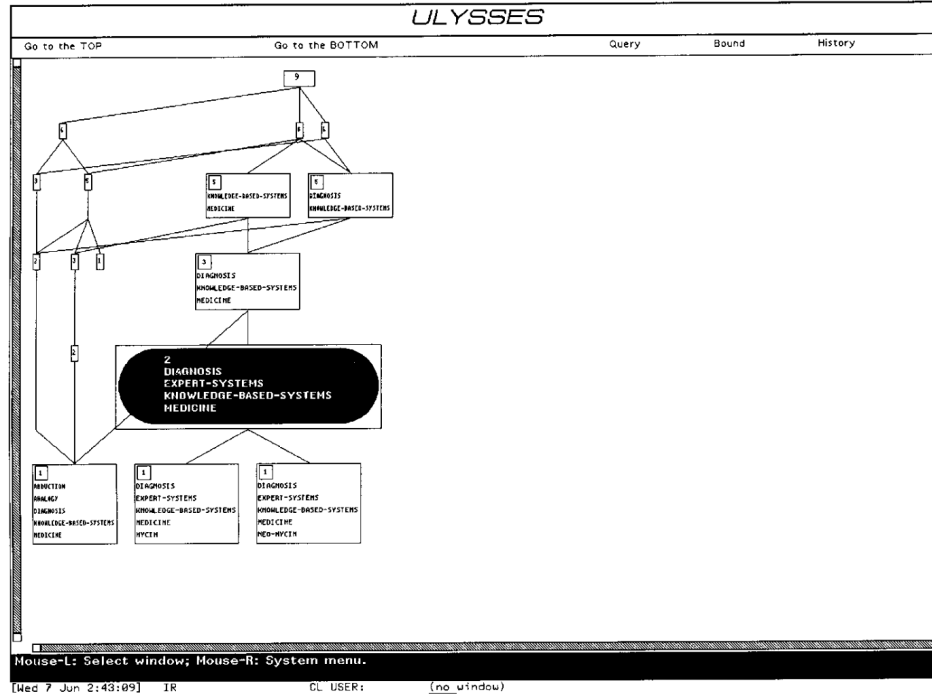 ULYSSES
Go to the TOP Go to the BOTTOM Query Bound History
9
5
KNOWLEDGE-BASED-SYSTEMS
MEDICINE
DIAGNOSIS
KNOWLEDGE-BASED-SYSTEMS
2
3
1
3
DIAGNOSIS
KNOWLEDGE-BASED-SYSTEMS
MEDICINE
2
2
DIAGNOSIS
EXPERT-SYSTEMS
KNOWLEDGE-BASED-SYSTEMS
MEDICINE
1
ABDUCTION
ANALOGY
DIAGNOSIS
KNOWLEDGE-BASED-SYSTEMS
MEDICINE
1
DIAGNOSIS
EXPERT-SYSTEMS
KNOWLEDGE-BASED-SYSTEMS
MEDICINE
MYCIN
1
DIAGNOSIS
EXPERT-SYSTEMS
KNOWLEDGE-BASED-SYSTEMS
MEDICINE
NEO-MYCIN
Mouse-L: Select window; Mouse-R: System menu.
[Wed 7 Jun 2:43:09] IR CL USER: (no window)